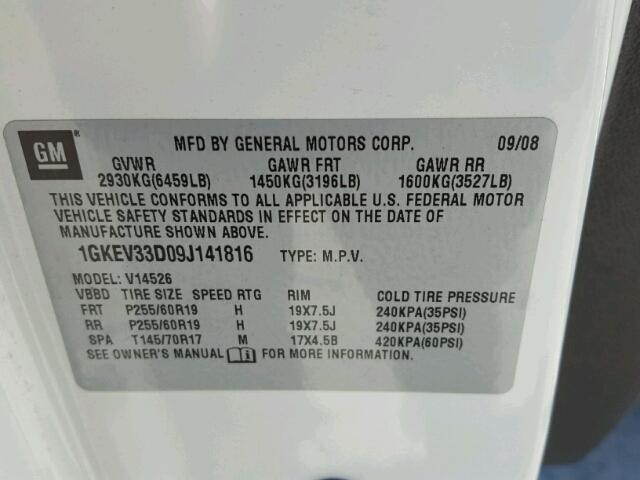 GM ®
MFD BY GENERAL MOTORS CORP. 09/08
GVWR GAWR FRT GAWR RR
2930KG(6459LB) 1450KG(3196LB) 1600KG(3527LB)
THIS VEHICLE CONFORMS TO ALL APPLICABLE U.S. FEDERAL MOTOR
VEHICLE SAFETY STANDARDS IN EFFECT ON THE DATE OF
MANUFACTURE SHOWN ABOVE.
1GKEV33D09J141816 TYPE: M.P.V.
MODEL: V14526
VBBD TIRE SIZE SPEED RTG RIM COLD TIRE PRESSURE
FRT P255/60R19 H 19X7.5J 240KPA(35PSI)
RR P255/60R19 H 19X7.5J 240KPA(35PSI)
SPA T145/70R17 M 17X4.5B 420KPA(60PSI)
SEE OWNER'S MANUAL FOR MORE INFORMATION.